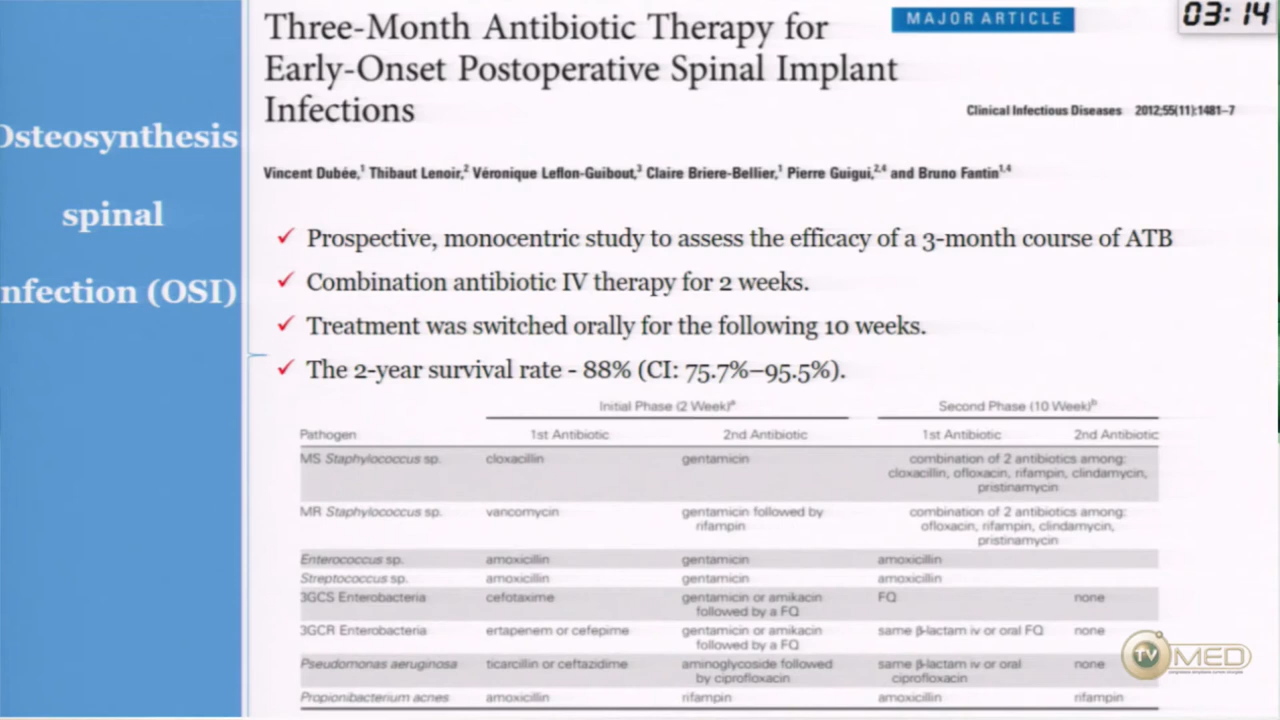 Three-Month Antibiotic Therapy for
Early-Onset Postoperative Spinal Implant
Infections
MAJOR ARTICLE
03:14
Clinical Infectious Diseases 2012;55(11):1481–7
Vincent Dubée,¹ Thibaut Lenoir,² Véronique Leflon-Guibout,³ Claire Briere-Bellier,¹ Pierre Guigui,²,⁴ and Bruno Fantin¹,⁴
Osteosynthesis
spinal
nfection (OSI)
✓ Prospective, monocentric study to assess the efficacy of a 3-month course of ATB
✓ Combination antibiotic IV therapy for 2 weeks.
✓ Treatment was switched orally for the following 10 weeks.
✓ The 2-year survival rate - 88% (CI: 75.7%–95.5%).
Initial Phase (2 Week)ᵃ Second Phase (10 Week)ᵇ
Pathogen 1st Antibiotic 2nd Antibiotic 1st Antibiotic 2nd Antibiotic
MS Staphylococcus sp. cloxacillin gentamicin combination of 2 antibiotics among:
cloxacillin, ofloxacin, rifampin, clindamycin,
pristinamycin
MR Staphylococcus sp. vancomycin gentamicin followed by combination of 2 antibiotics among:
rifampin ofloxacin, rifampin, clindamycin,
pristinamycin
Enterococcus sp. amoxicillin gentamicin amoxicillin
Streptococcus sp. amoxicillin gentamicin amoxicillin
3GCS Enterobacteria cefotaxime gentamicin or amikacin FQ none
followed by a FQ
3GCR Enterobacteria ertapenem or cefepime gentamicin or amikacin same β-lactam iv or oral FQ none
followed by a FQ
Pseudomonas aeruginosa ticarcillin or ceftazidime aminoglycoside followed same β-lactam iv or oral none
by ciprofloxacin ciprofloxacin
Propionibacterium acnes amoxicillin rifampin amoxicillin rifampin
TV MED